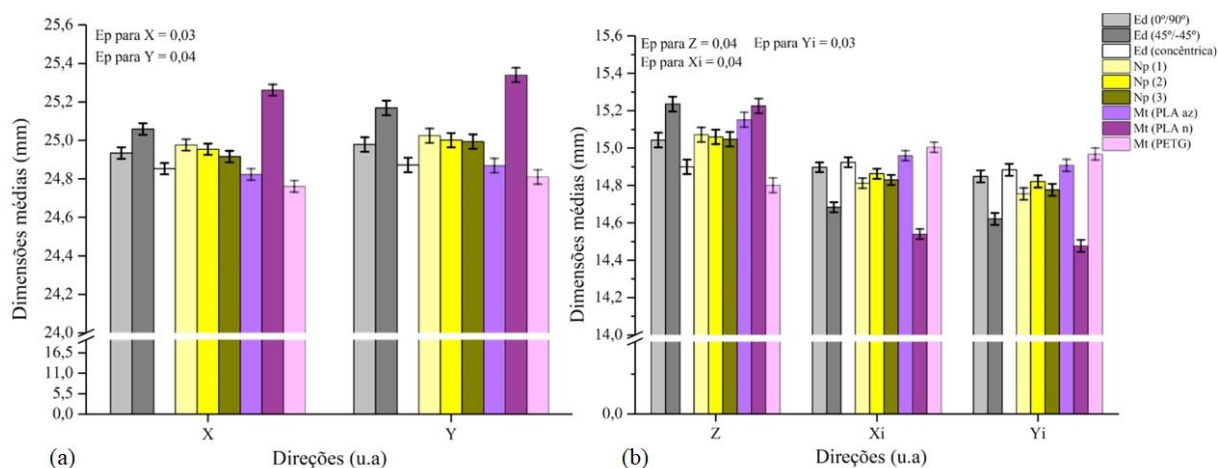 25,6
25,4
25,2
25,0
24,8
24,6
24,4
24,2
24,0
16,5
11,0
5,5
0,0
Dimensões médias (mm)
Ep para X = 0,03
Ep para Y = 0,04
X
Y
Direções (u.a)
(a)
15,6
15,4
15,2
15,0
14,8
14,6
14,4
14,2
14,0
0,0
Dimensões médias (mm)
Ep para Z = 0,04 Ep para Yi = 0,03
Ep para Xi = 0,04
Z
Xi
Yi
Direções (u.a)
(b)
Ed (0º/90º)
Ed (45º/-45º)
Ed (concêntrica)
Np (1)
Np (2)
Np (3)
Mt (PLA az)
Mt (PLA n)
Mt (PETG)